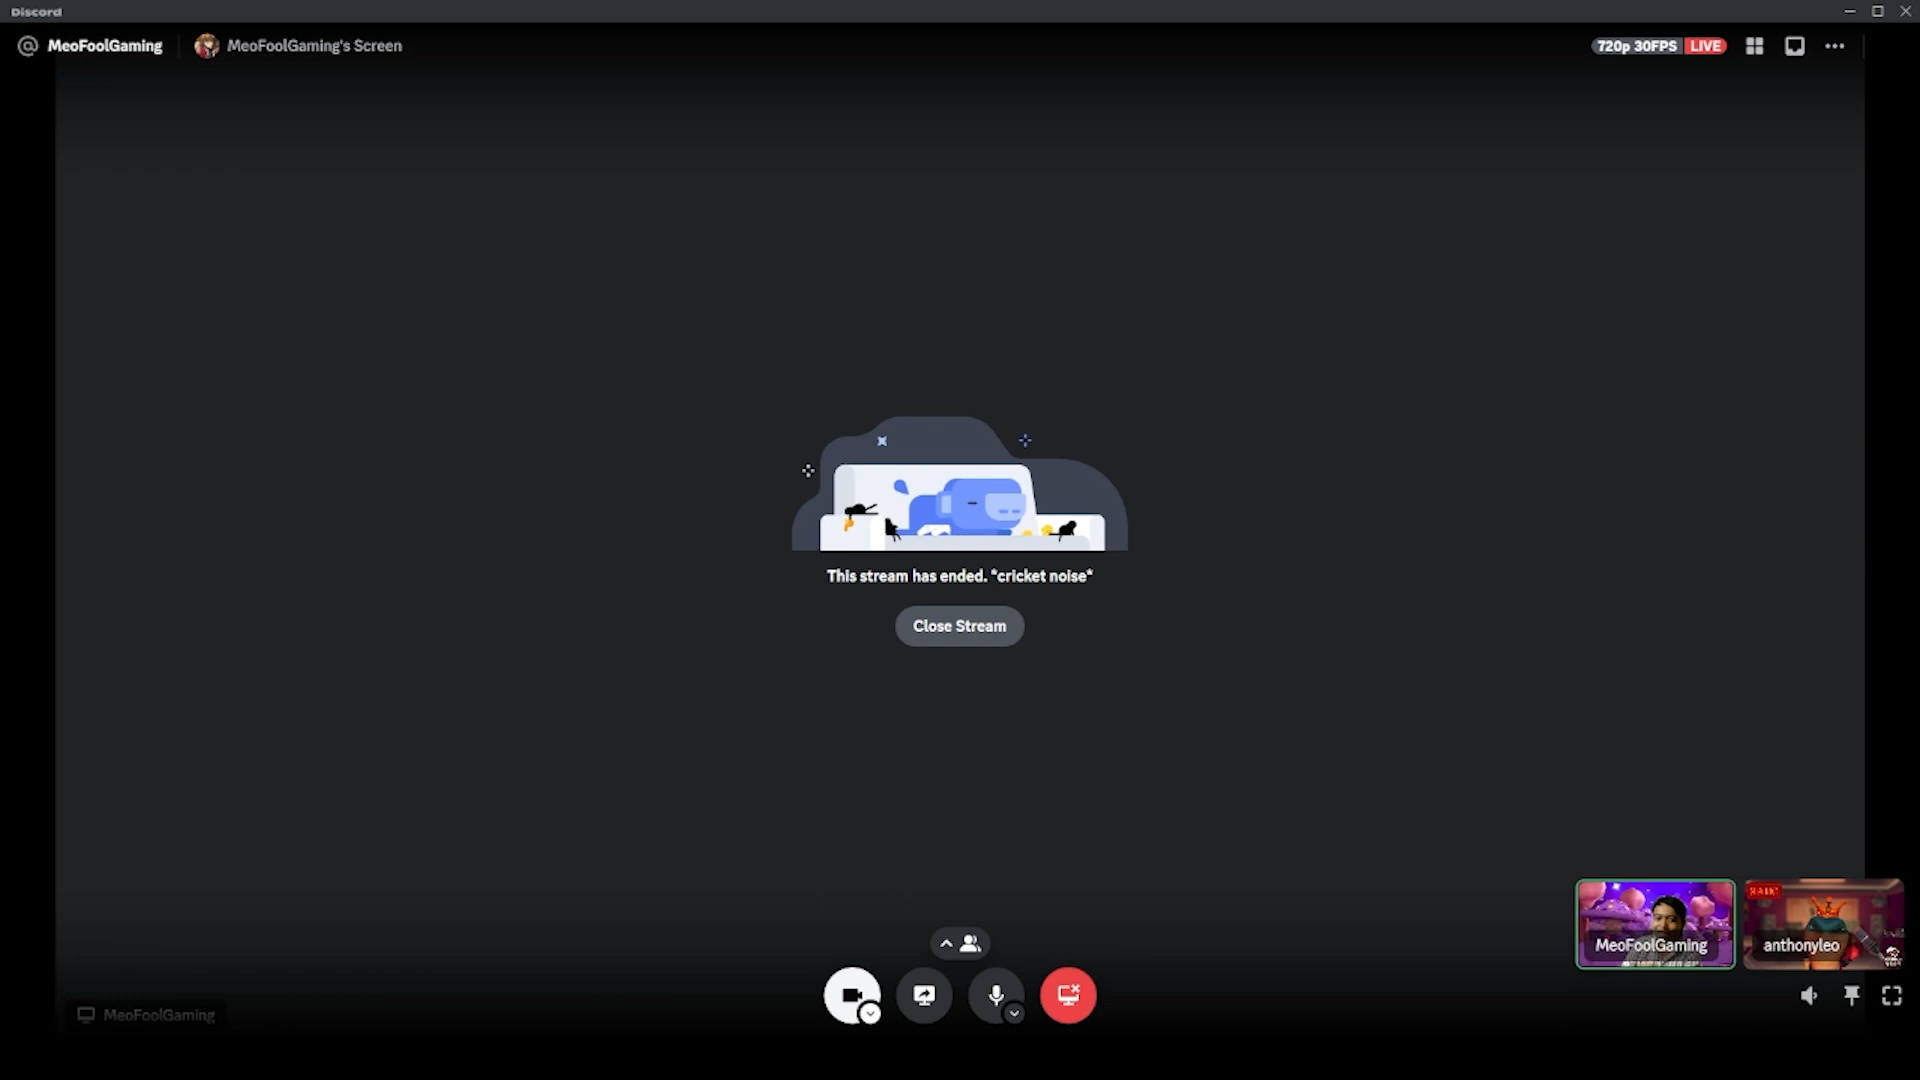 Discord
MeoFoolGaming
MeoFoolGaming's Screen
720p 30FPS LIVE
This stream has ended. *cricket noise*
Close Stream
MeoFoolGaming
anthonyleo
MeoFoolGaming